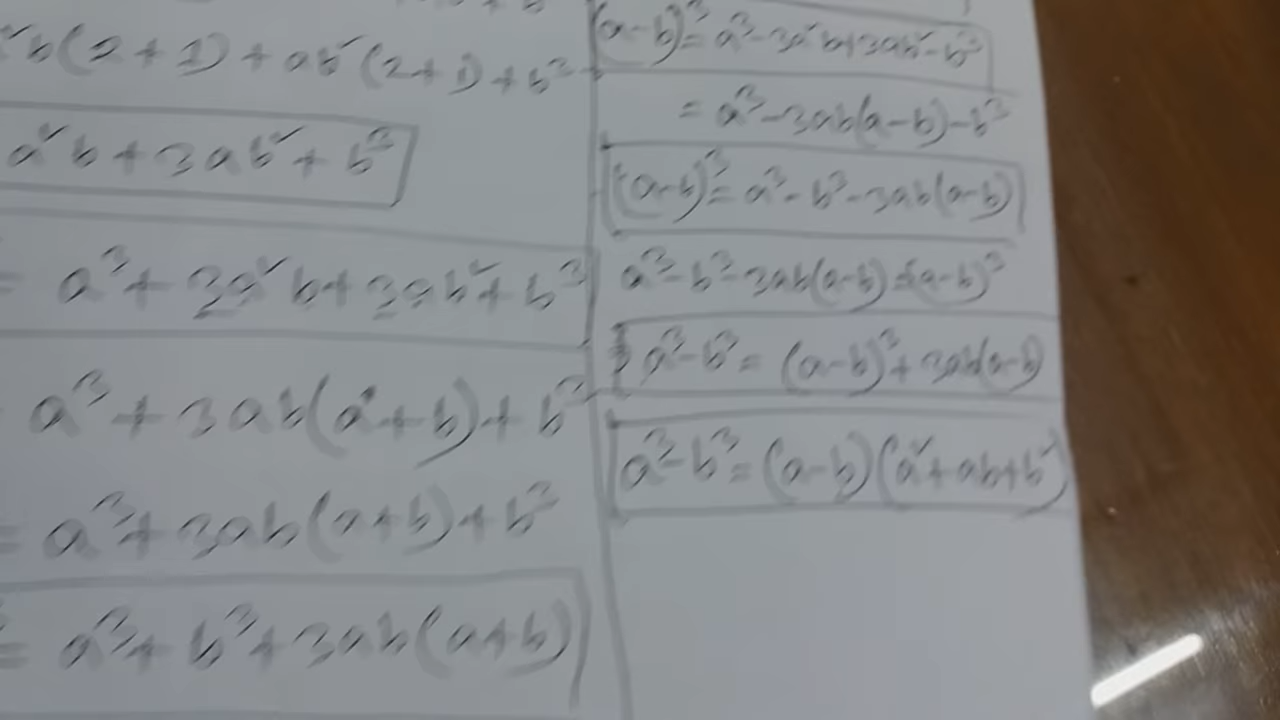 ²b(2+1) + ab²(2+1) + b³
a²b + 3ab² + b³
= a³ + 3a²b + 3ab² + b³
a³ + 3ab(a+b) + b³
= a³ + 3ab(a+b) + b³
= a³ + b³ + 3ab(a+b)
(a-b)³ = a³ - 3a²b + 3ab² - b³
= a³ - 3ab(a-b) - b³
(a-b)³ = a³ - b³ - 3ab(a-b)
a³ - b³ - 3ab(a-b) = (a-b)³
a³ - b³ = (a-b)³ + 3ab(a-b)
a³ - b³ = (a-b)(a² + ab + b²)